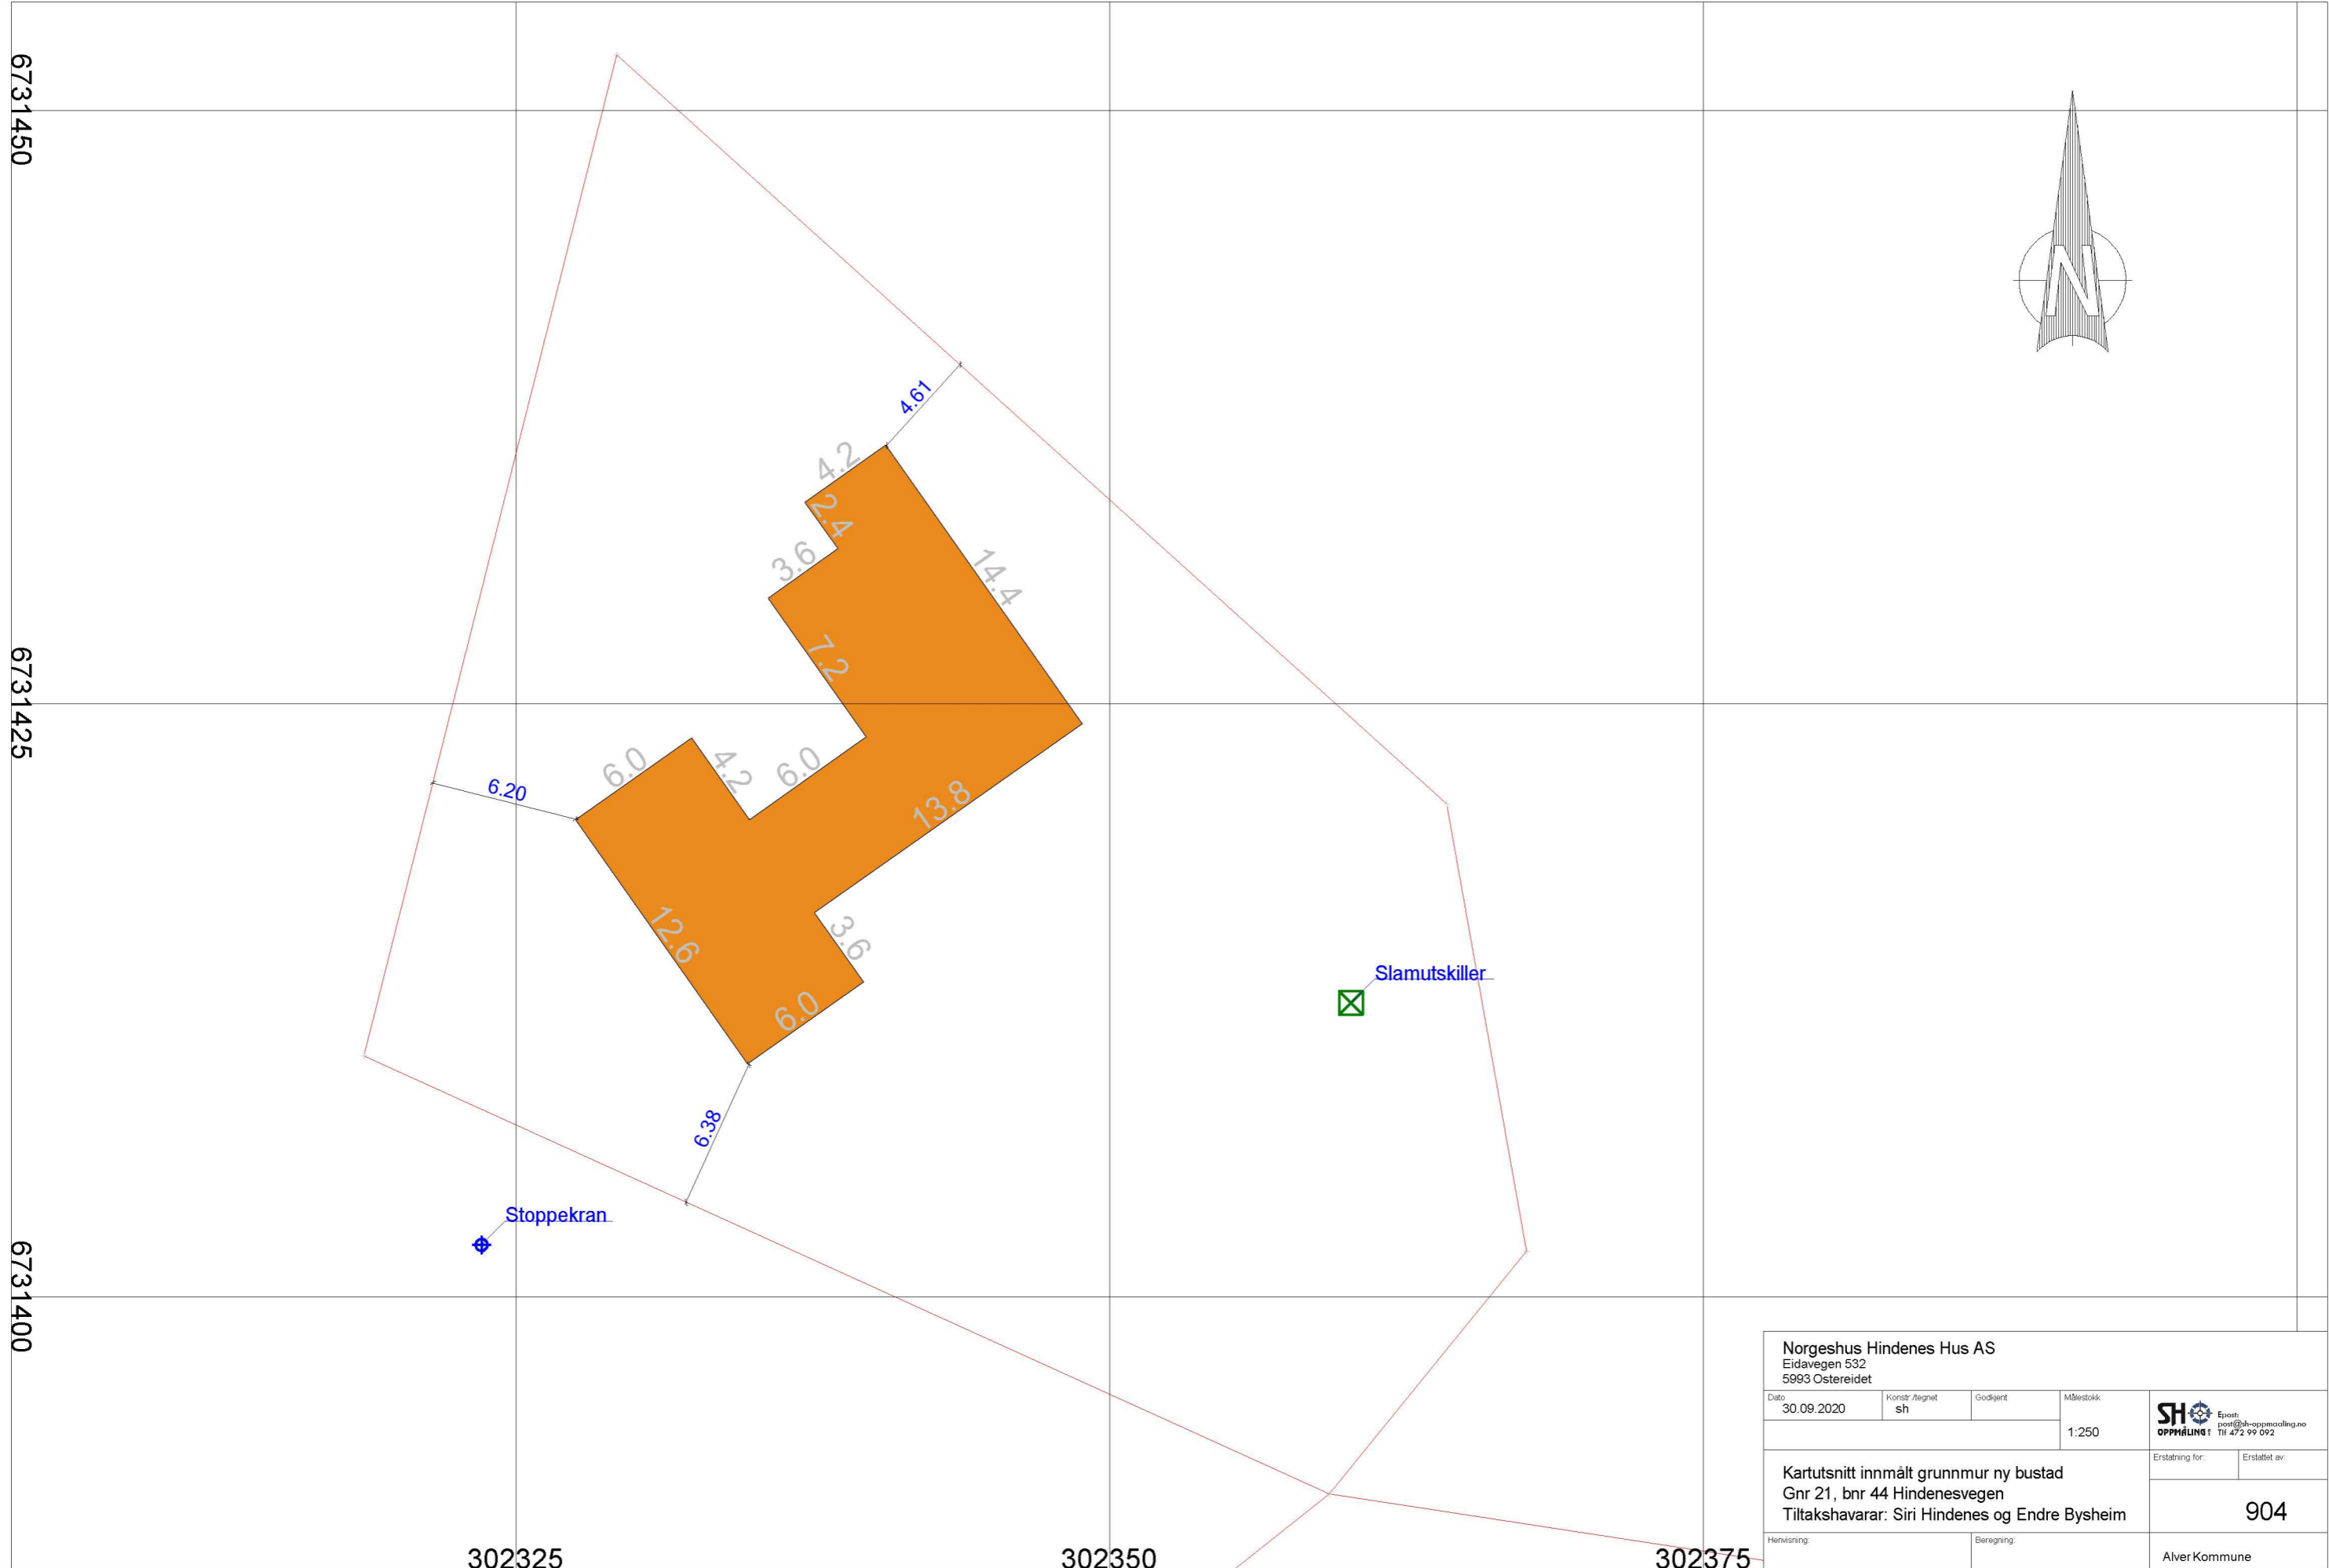 6731450
4.61
4.2
2.4
3.6
14.4
7.2
6731425
6.0
4.2
6.0
6.20
13.8
12.6
3.6
Slamutskiller
6.0
6.38
Stoppekran
6731400
302325
302350
302375
N
Norgeshus Hindenes Hus AS
Eidavegen 532
5993 Ostereidet
Dato
30.09.2020
Konstr./tegnet
sh
Godkjent
Målestokk
1:250
SH
OPPMÅLING
Epost:
post@sh-oppmaaling.no
Tlf 472 99 092
Kartutsnitt innmålt grunnmur ny bustad
Gnr 21, bnr 44 Hindenesvegen
Tiltakshavarar: Siri Hindenes og Endre Bysheim
Erstatning for:
Erstattet av:
904
Henvisning:
Beregning:
Alver Kommune